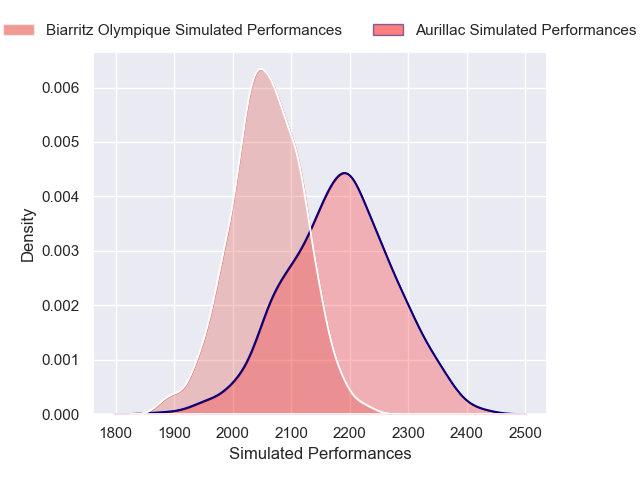 Biarritz Olympique Simulated Performances
Aurillac Simulated Performances
Density
0.006
0.005
0.004
0.003
0.002
0.001
0.000
1800 1900 2000 2100 2200 2300 2400 2500
Simulated Performances